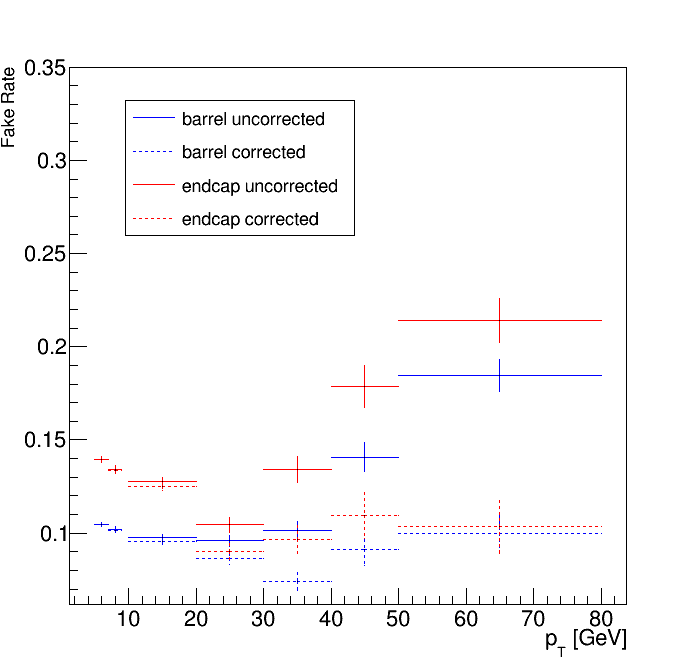 Fake Rate
0.35
0.3
0.25
0.2
0.15
0.1
barrel uncorrected
barrel corrected
endcap uncorrected
endcap corrected
10 20 30 40 50 60 70 80
p_T [GeV]